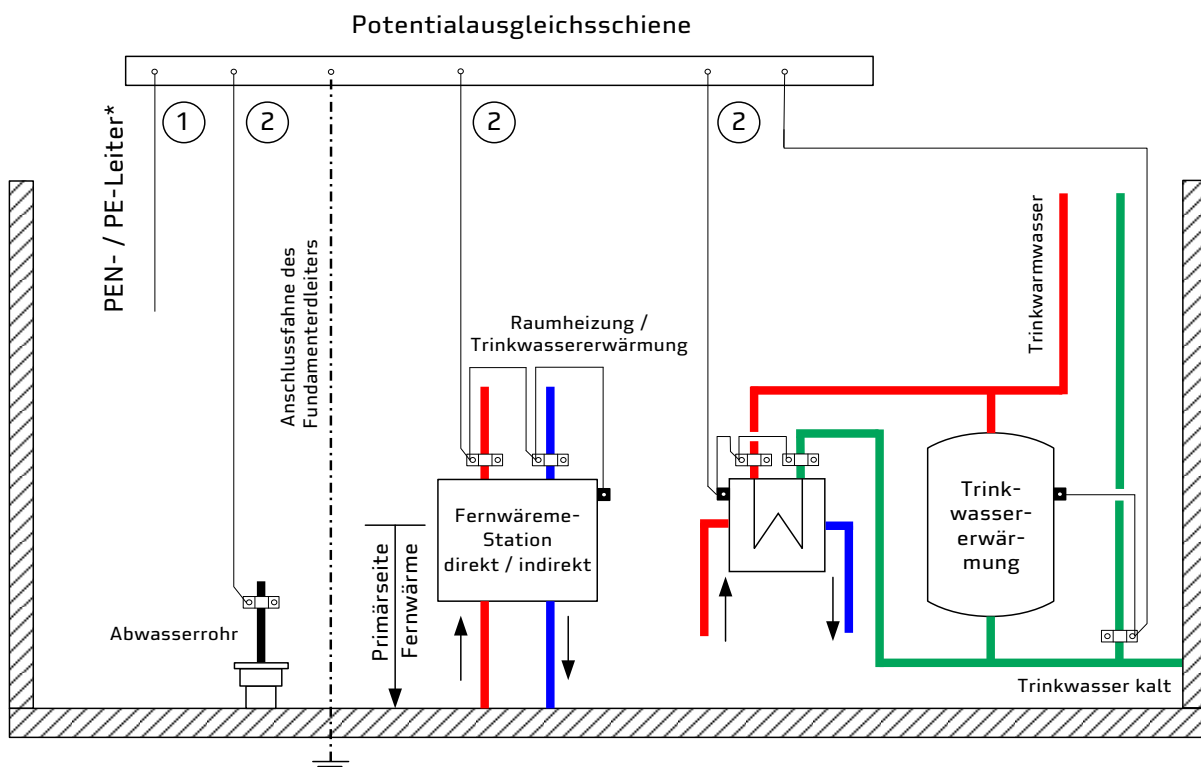 Potentialausgleichsschiene
1
2
2
2
PEN- / PE-Leiter*
Anschlussfahne des
Fundamenterdleiters
Raumheizung /
Trinkwassererwärmung
Trinkwarmwasser
Fernwäreme-
Station
direkt / indirekt
Trink-
wasser-
erwär-
mung
Primärseite
Fernwärme
Abwasserrohr
Trinkwasser kalt